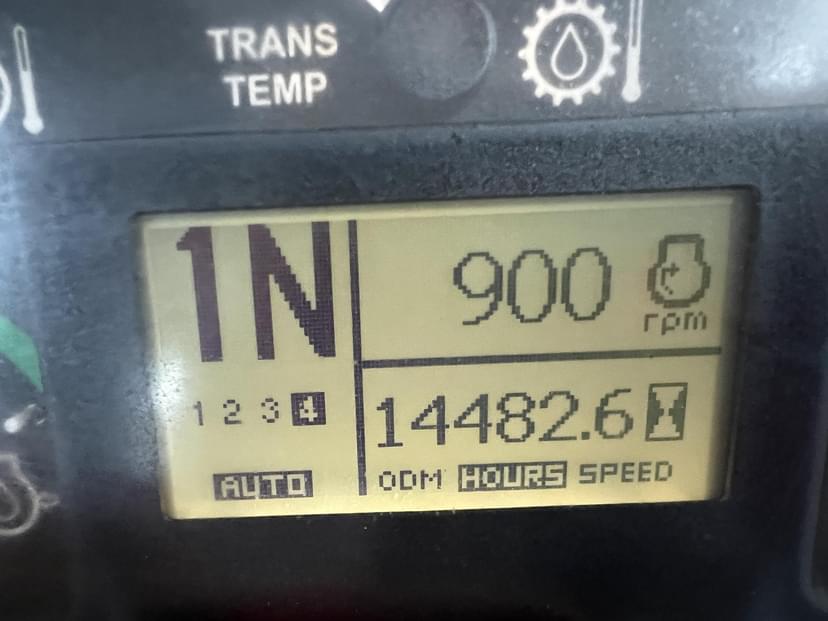 TRANS
TEMP
1N
900
rpm
1 2 3 4
14482.6
AUTO
ODM HOURS SPEED